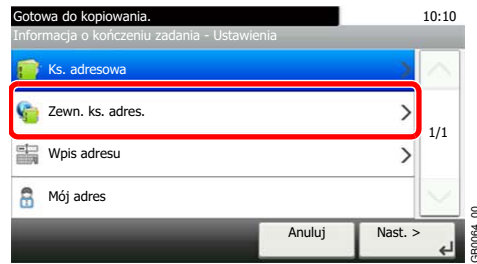 Gotowa do kopiowania.
10:10
Informacja o kończeniu zadania - Ustawienia
Ks. adresowa
Zewn. ks. adres.
1/1
Wpis adresu
Mój adres
Anuluj
Nast. >
GB0064_00